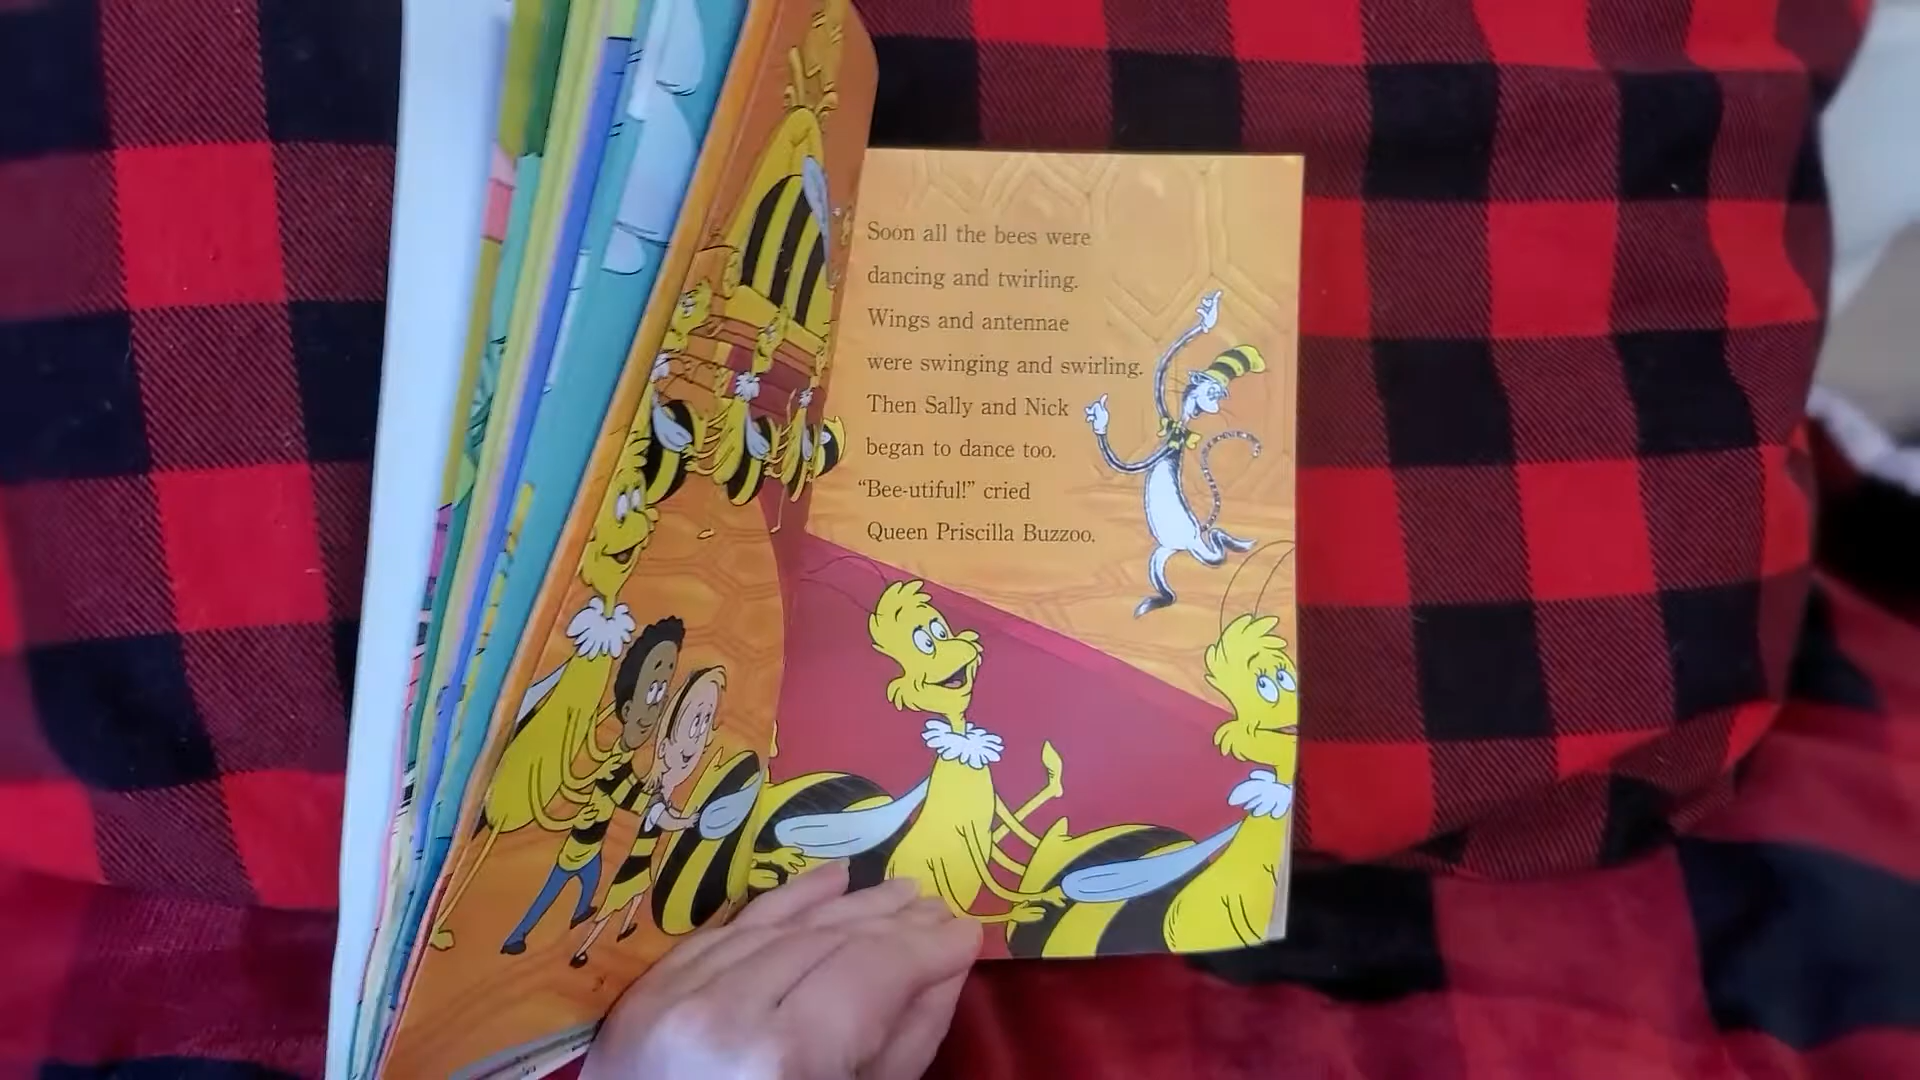 Soon all the bees were
dancing and twirling.
Wings and antennae
were swinging and swirling.
Then Sally and Nick
began to dance too.
“Bee-utiful!” cried
Queen Priscilla Buzzoo.